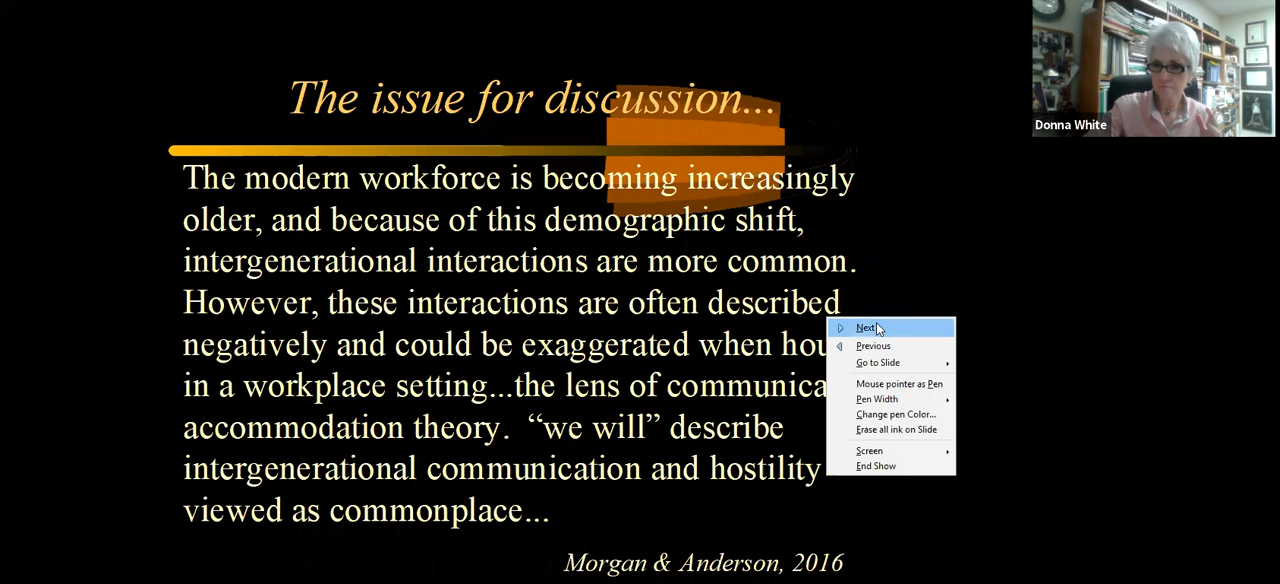 The issue for discussion...
The modern workforce is becoming increasingly
older, and because of this demographic shift,
intergenerational interactions are more common.
However, these interactions are often described
negatively and could be exaggerated when hou
in a workplace setting...the lens of communica
accommodation theory. “we will” describe
intergenerational communication and hostility
viewed as commonplace...
Morgan & Anderson, 2016
Next
Previous
Go to Slide
Mouse pointer as Pen
Pen Width
Change pen Color...
Erase all ink on Slide
Screen
End Show
KINDNESS
Donna White